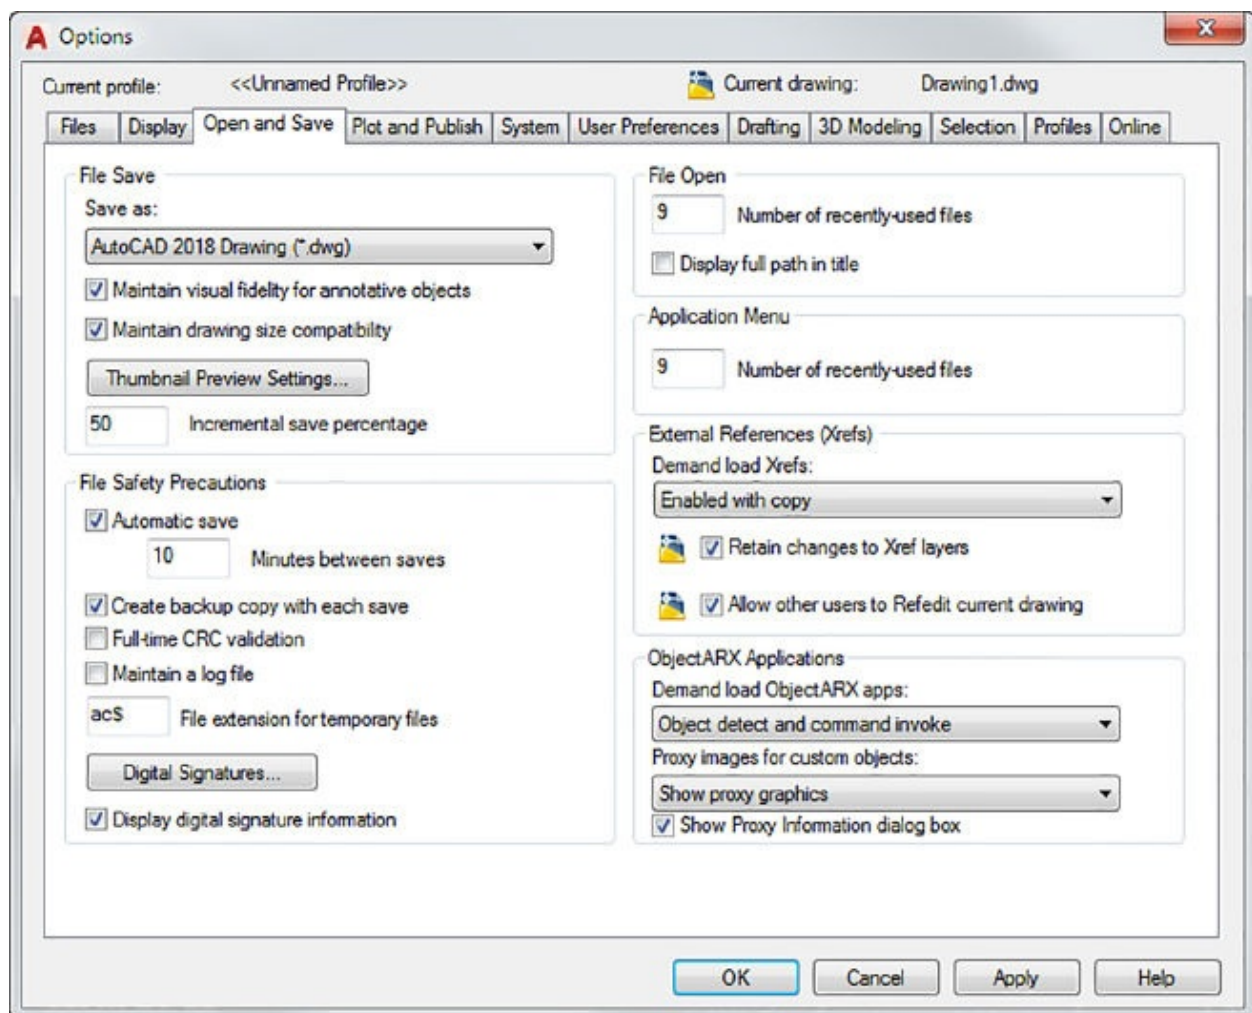 A Options
Current profile: <<Unnamed Profile>> Current drawing: Drawing1.dwg
Files Display Open and Save Plot and Publish System User Preferences Drafting 3D Modeling Selection Profiles Online
File Save
Save as:
AutoCAD 2018 Drawing (*.dwg)
Maintain visual fidelity for annotative objects
Maintain drawing size compatibility
Thumbnail Preview Settings...
50 Incremental save percentage
File Safety Precautions
Automatic save
10 Minutes between saves
Create backup copy with each save
Full-time CRC validation
Maintain a log file
ac$ File extension for temporary files
Digital Signatures...
Display digital signature information
File Open
9 Number of recently-used files
Display full path in title
Application Menu
9 Number of recently-used files
External References (Xrefs)
Demand load Xrefs:
Enabled with copy
Retain changes to Xref layers
Allow other users to Refedit current drawing
ObjectARX Applications
Demand load ObjectARX apps:
Object detect and command invoke
Proxy images for custom objects:
Show proxy graphics
Show Proxy Information dialog box
OK Cancel Apply Help